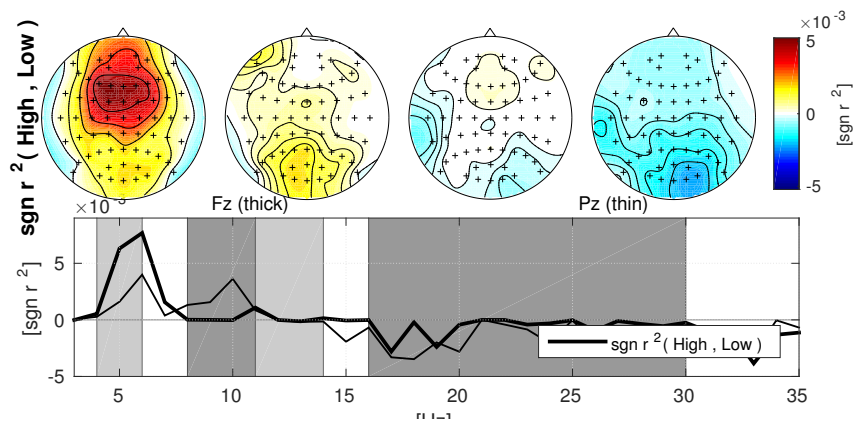 ×10⁻³
sgn r ² ( High , Low )
5
0
-5
[sgn r ²]
Fz (thick)
Pz (thin)
×10⁻³
[sgn r ²]
5
0
-5
sgn r ² ( High , Low )
5
10
15
20
25
30
35
[Hz]